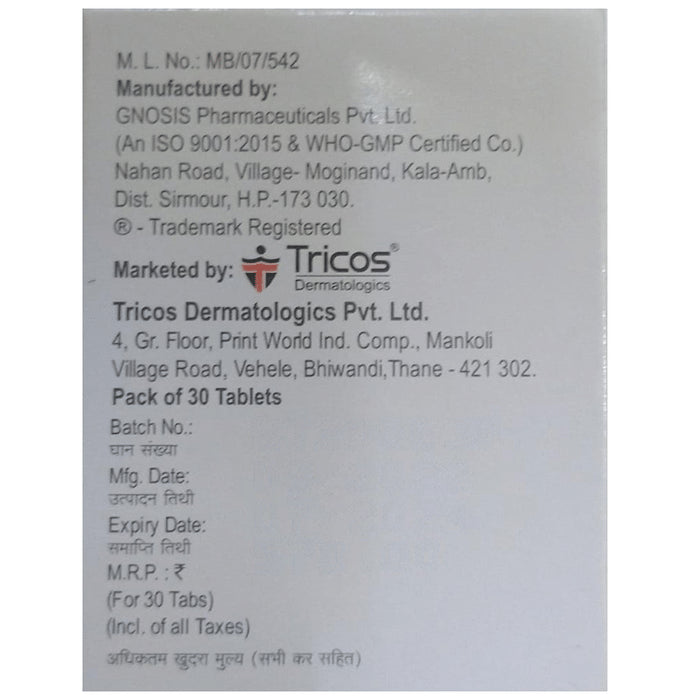 M. L. No.: MB/07/542
Manufactured by:
GNOSIS Pharmaceuticals Pvt. Ltd.
(An ISO 9001:2015 & WHO-GMP Certified Co.)
Nahan Road, Village- Moginand, Kala-Amb,
Dist. Sirmour, H.P.-173 030.
® - Trademark Registered
Marketed by: Tricos®
Dermatologics
Tricos Dermatologics Pvt. Ltd.
4, Gr. Floor, Print World Ind. Comp., Mankoli
Village Road, Vehele, Bhiwandi,Thane - 421 302.
Pack of 30 Tablets
Batch No.:
घान संख्या
Mfg. Date:
उत्पादन तिथी
Expiry Date:
समाप्ति तिथी
M.R.P. : ₹
(For 30 Tabs)
(Incl. of all Taxes)
अधिकतम खुदरा मुल्य (सभी कर सहित)